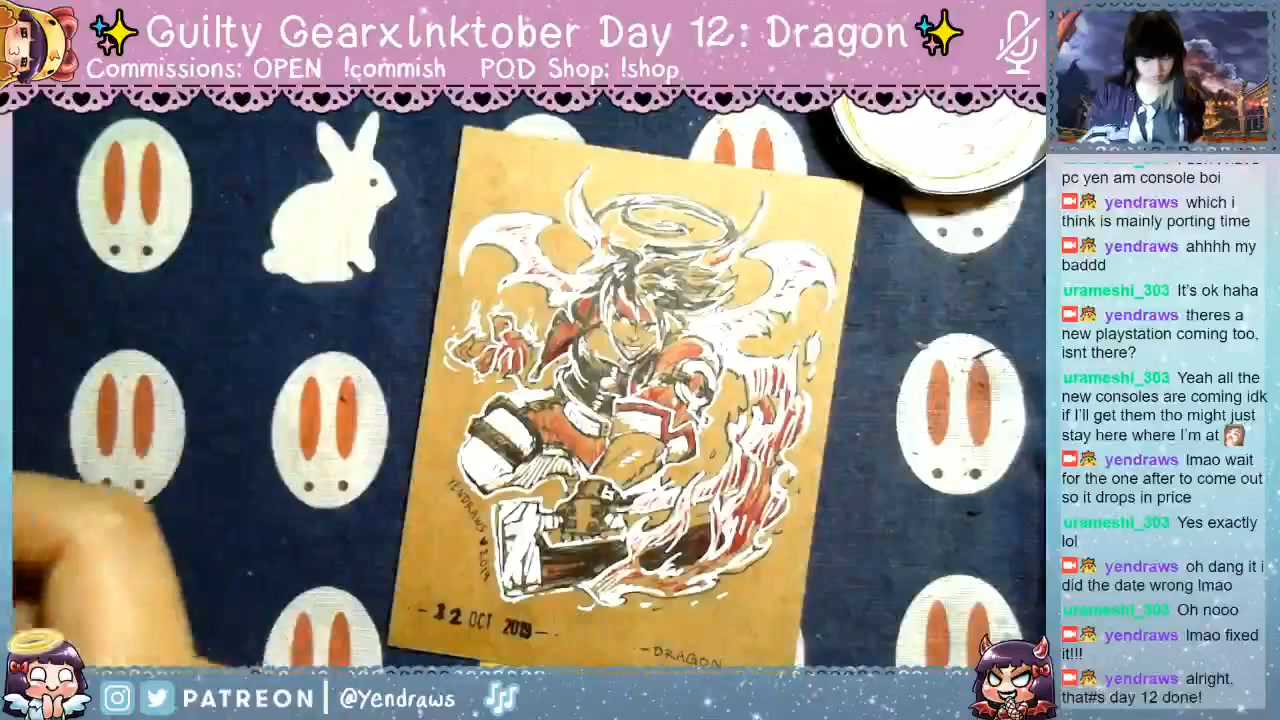 Guilty GearxInktober Day 12: Dragon
Commissions: OPEN !commish POD Shop: !shop
pc yen am console boi
yendraws which i
think is mainly porting time
yendraws ahhhh my
baddd
urameshi_303 It's ok haha
yendraws theres a
new playstation coming too,
isnt there?
urameshi_303 Yeah all the
new consoles are coming idk
if I'll get them tho might just
stay here where I'm at
yendraws lmao wait
for the one after to come out
so it drops in price
urameshi_303 Yes exactly
lol
yendraws oh dang it i
did the date wrong lmao
urameshi_303 Oh nooo
yendraws lmao fixed
it!!!
yendraws alright,
that#s day 12 done!
YENDRAWS ♥ 2019
- 12 OCT 2019 -
- DRAGON
PATREON | @Yendraws